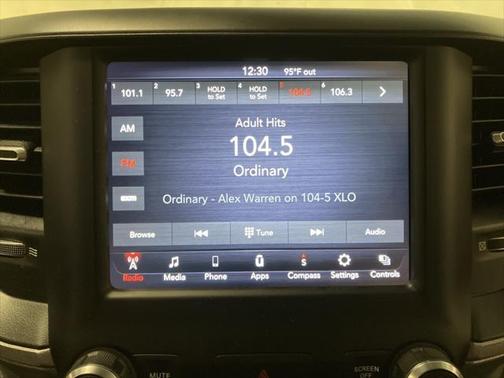 12:30 95°F out
1 101.1 2 95.7 3 HOLD to Set 4 HOLD to Set 5 104.5 6 106.3
Adult Hits
AM
104.5
FM
Ordinary
Ordinary - Alex Warren on 104-5 XLO
Browse Tune Audio
Radio Media Phone Apps Compass Settings Controls
S
MUTE SCREEN OFF